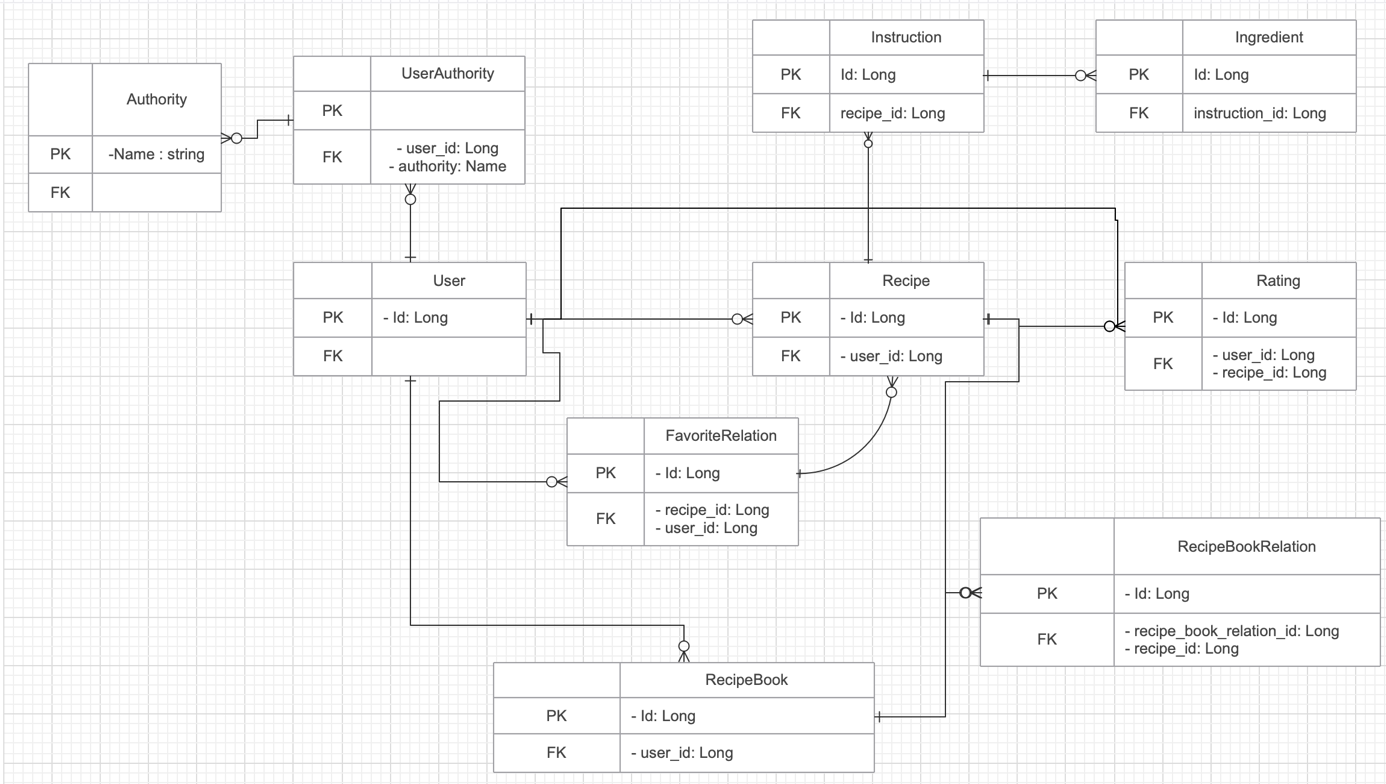 Authority
PK
-Name : string
FK
UserAuthority
PK
FK
- user_id: Long
- authority: Name
Instruction
PK
Id: Long
FK
recipe_id: Long
Ingredient
PK
Id: Long
FK
instruction_id: Long
User
PK
- Id: Long
FK
Recipe
PK
- Id: Long
FK
- user_id: Long
Rating
PK
- Id: Long
FK
- user_id: Long
- recipe_id: Long
FavoriteRelation
PK
- Id: Long
FK
- recipe_id: Long
- user_id: Long
RecipeBookRelation
PK
- Id: Long
FK
- recipe_book_relation_id: Long
- recipe_id: Long
RecipeBook
PK
- Id: Long
FK
- user_id: Long